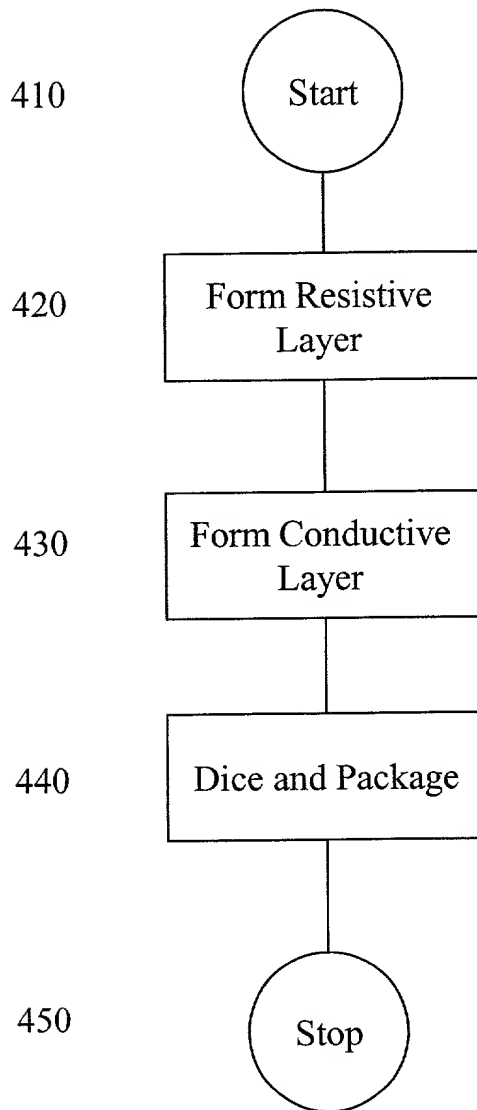 410
Start
420
Form Resistive
Layer
430
Form Conductive
Layer
440
Dice and Package
450
Stop